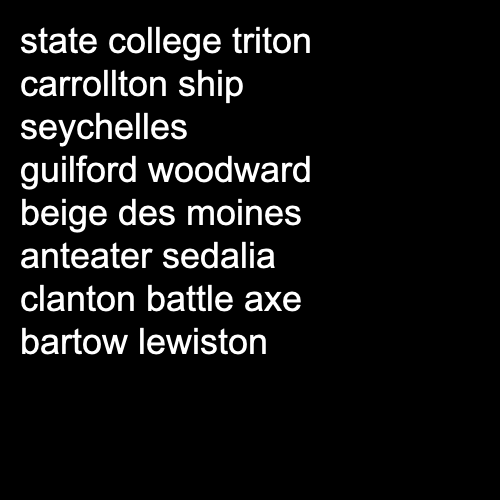 state college triton
carrollton ship
seychelles
guilford woodward
beige des moines
anteater sedalia
clanton battle axe
bartow lewiston